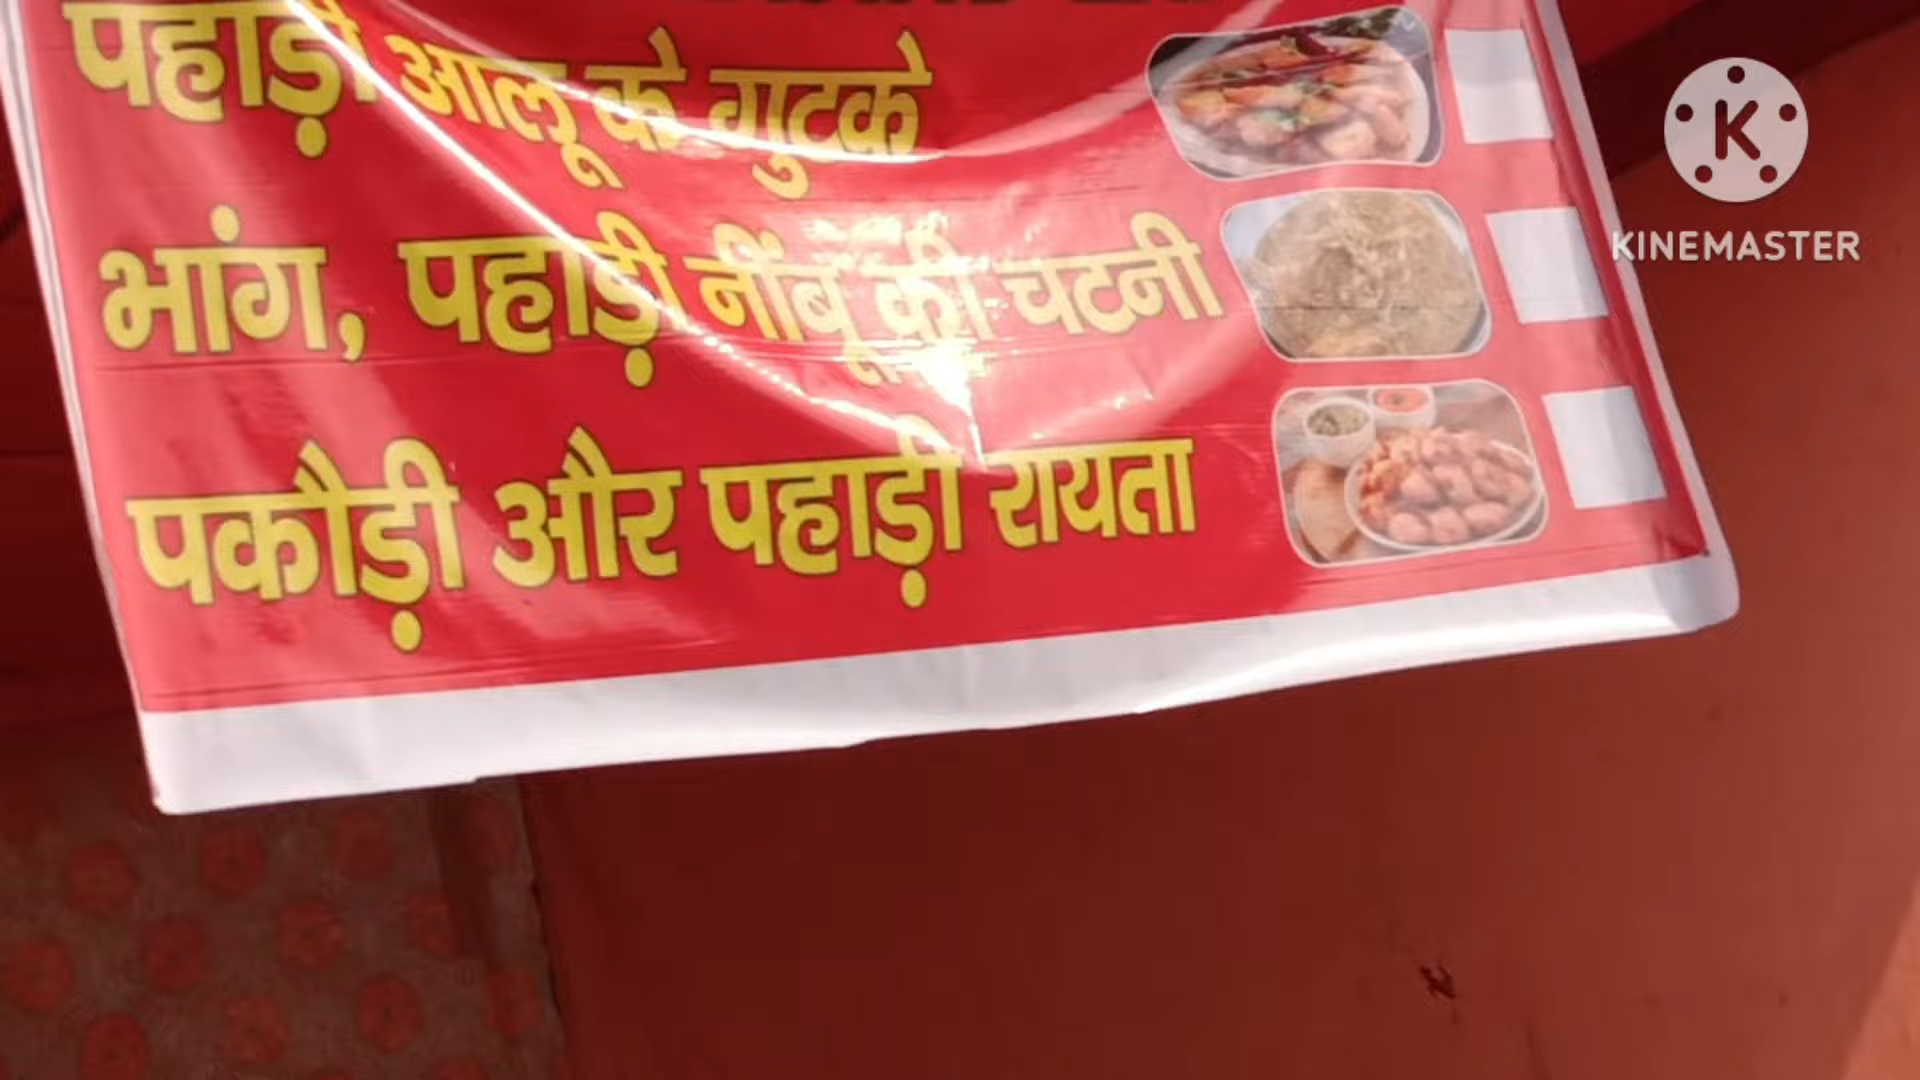 पहाड़ी आलू के गुटके
भांग, पहाड़ी नींबू की चटनी
पकौड़ी और पहाड़ी रायता
K
KINEMASTER